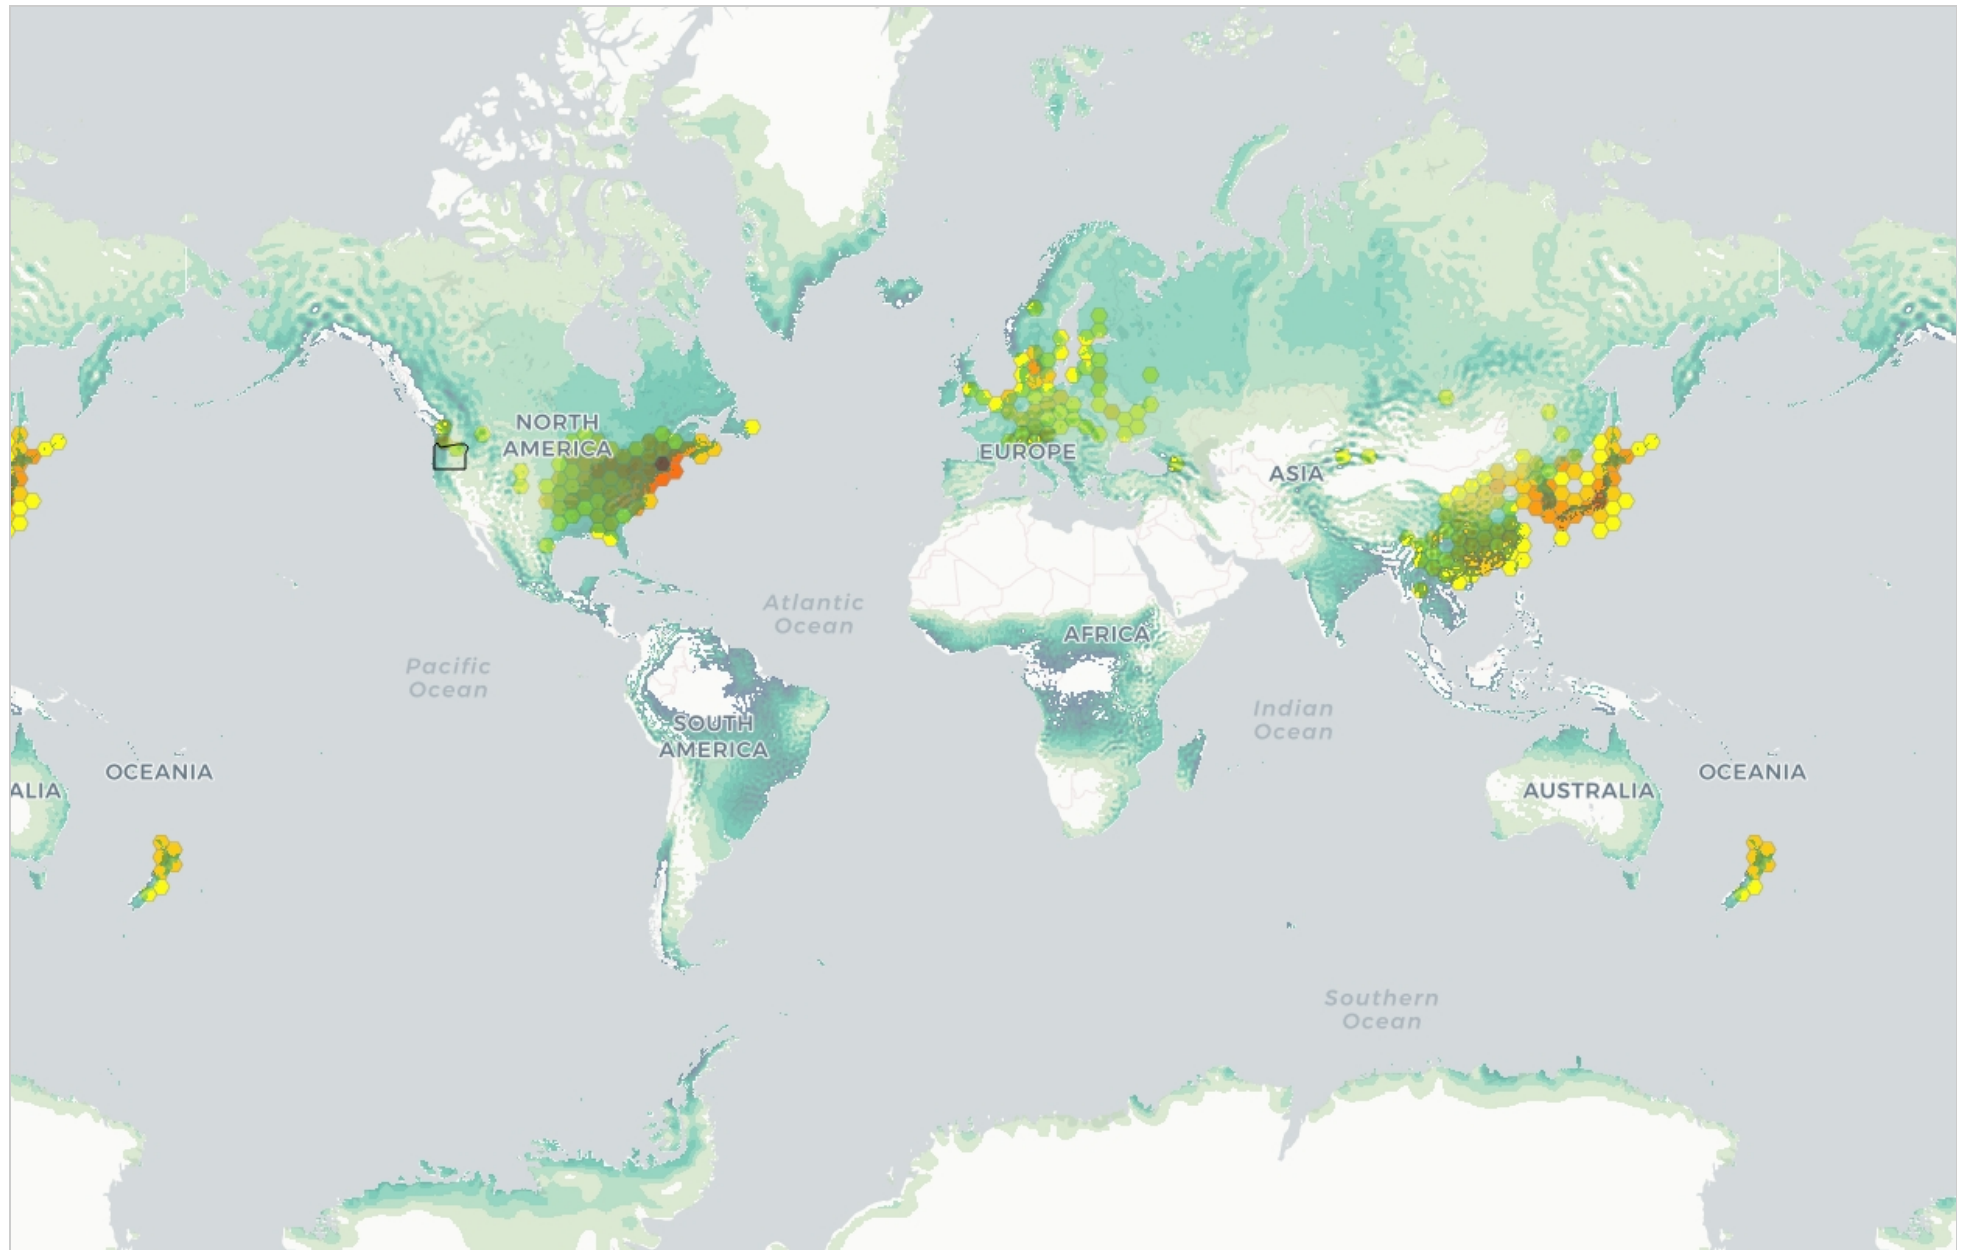 NORTH
AMERICA
EUROPE
ASIA
Atlantic
Ocean
AFRICA
Pacific
Ocean
SOUTH
AMERICA
Indian
Ocean
OCEANIA
ALIA
AUSTRALIA
OCEANIA
Southern
Ocean